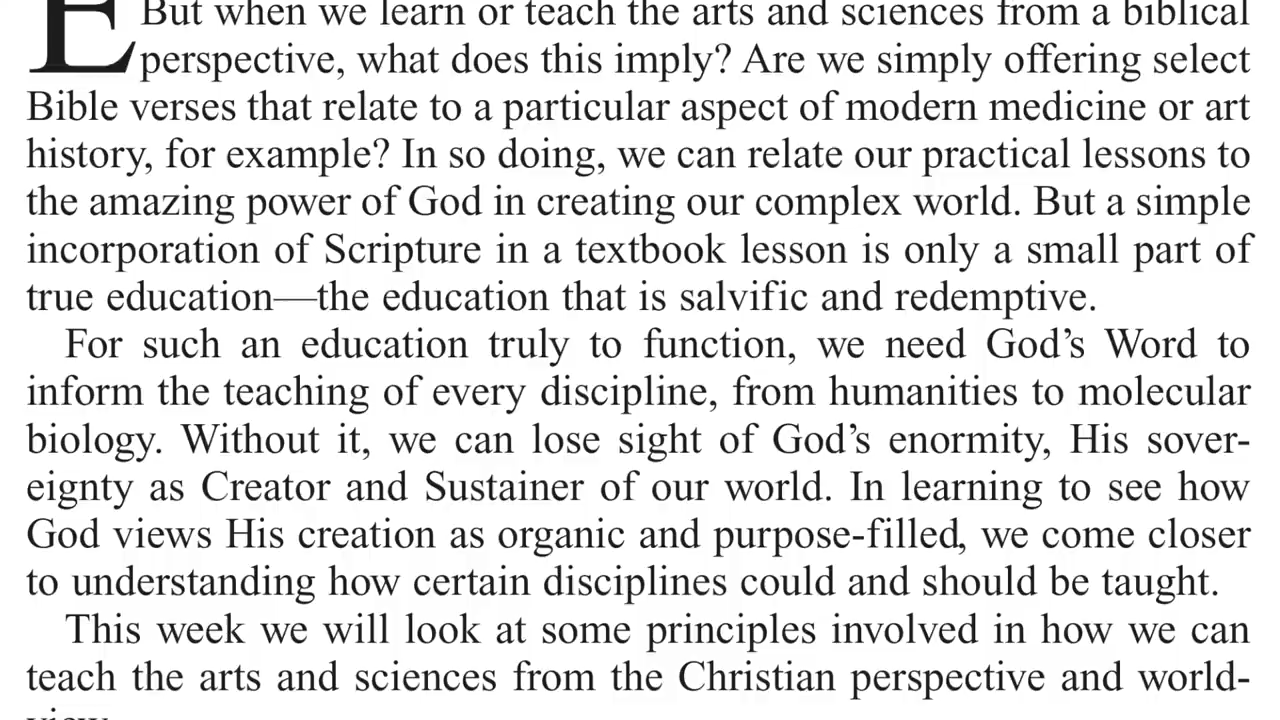 E But when we learn or teach the arts and sciences from a biblical
perspective, what does this imply? Are we simply offering select
Bible verses that relate to a particular aspect of modern medicine or art
history, for example? In so doing, we can relate our practical lessons to
the amazing power of God in creating our complex world. But a simple
incorporation of Scripture in a textbook lesson is only a small part of
true education—the education that is salvific and redemptive.
For such an education truly to function, we need God’s Word to
inform the teaching of every discipline, from humanities to molecular
biology. Without it, we can lose sight of God’s enormity, His sover-
eignty as Creator and Sustainer of our world. In learning to see how
God views His creation as organic and purpose-filled, we come closer
to understanding how certain disciplines could and should be taught.
This week we will look at some principles involved in how we can
teach the arts and sciences from the Christian perspective and world-
view.